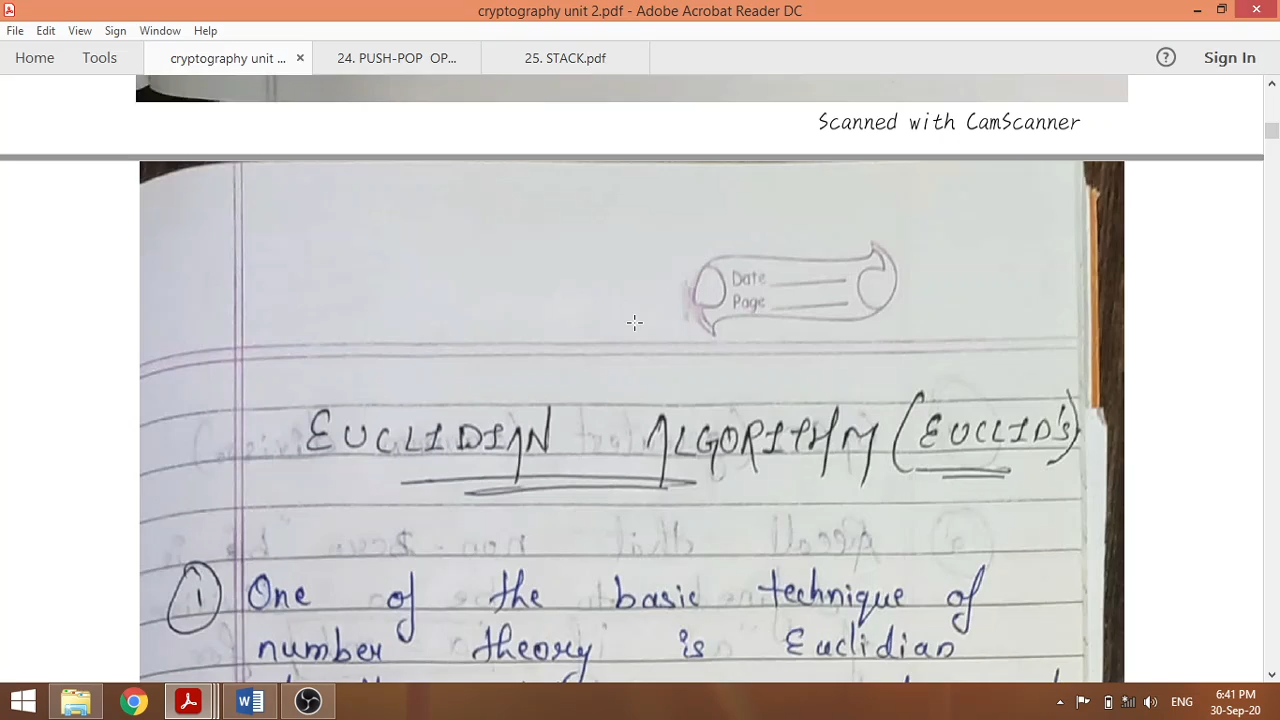 cryptography unit 2.pdf - Adobe Acrobat Reader DC
File Edit View Sign Window Help
Home Tools cryptography unit ... × 24. PUSH-POP OP... 25. STACK.pdf ? Sign In
Scanned with CamScanner
Date
Page
EUCLIDIAN ALGORITHM (EUCLID'S)
1 One of the basic technique of
number theory is Euclidian
ENG 6:41 PM
30-Sep-20